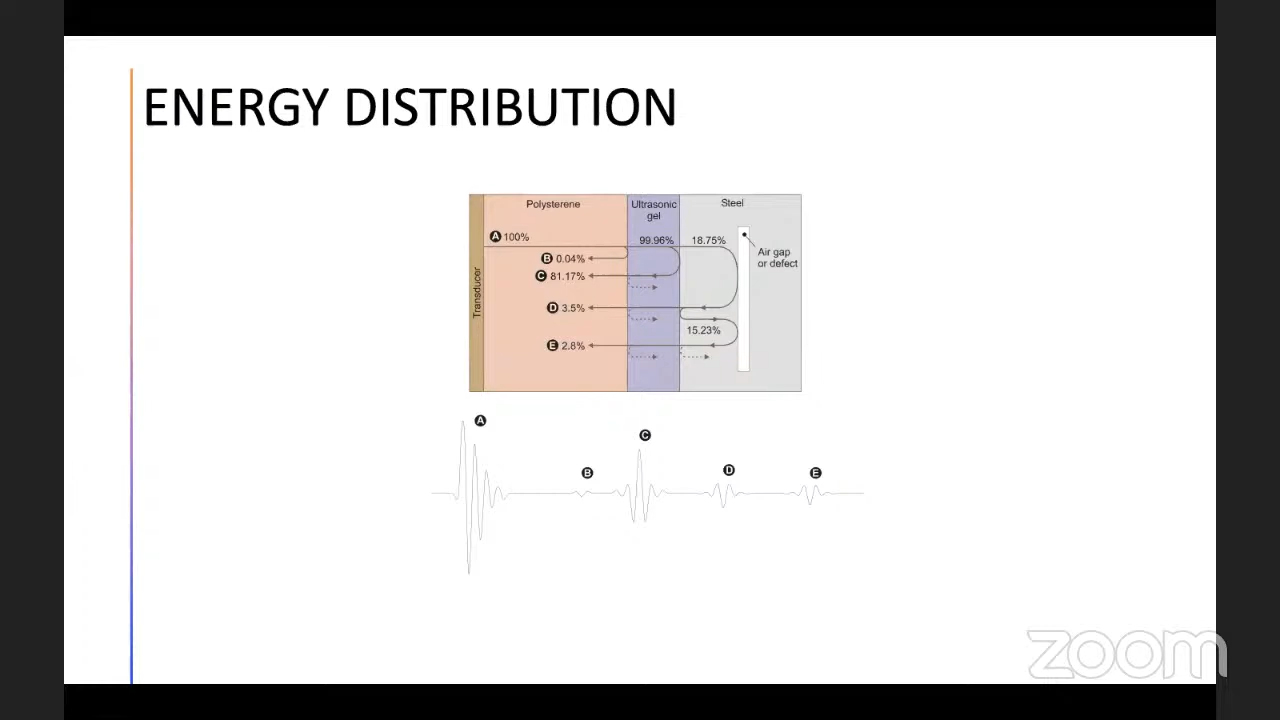 ENERGY DISTRIBUTION
Polysterene
Ultrasonic
gel
Steel
A 100%
99.96%
18.75%
B 0.04%
Air gap
or defect
C 81.17%
Transducer
D 3.5%
15.23%
E 2.8%
A
C
B
D
E
zoom